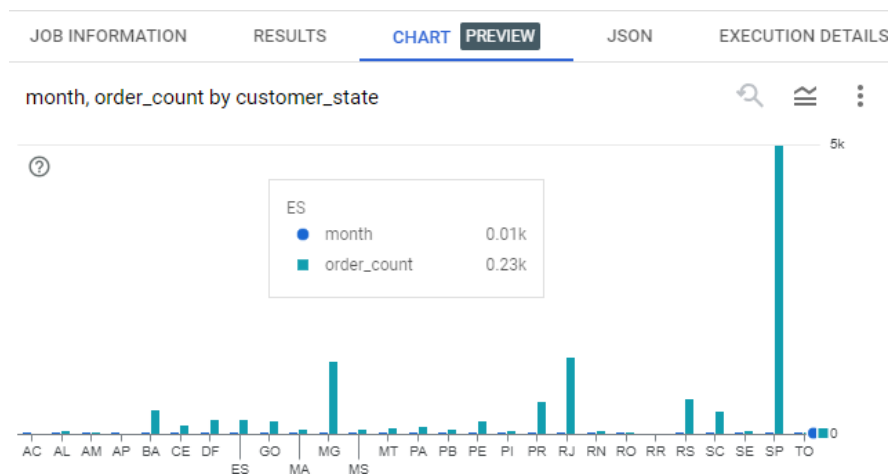 JOB INFORMATION RESULTS CHART PREVIEW JSON EXECUTION DETAILS
month, order_count by customer_state
5k
ES
month 0.01k
order_count 0.23k
0
AC AL AM AP BA CE DF GO MG MT PA PB PE PI PR RJ RN RO RR RS SC SE SP TO
ES MA MS